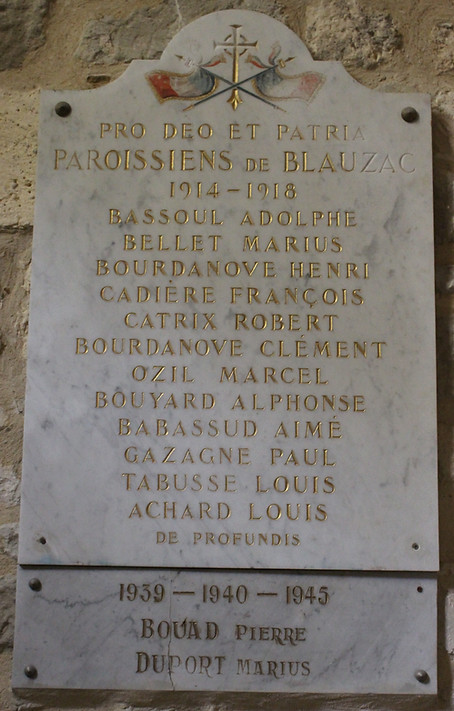 PRO DEO ET PATRIA
PAROISSIENS DE BLAUZAC
1914-1918
BASSOUL ADOLPHE
BELLET MARIUS
BOURDANOVE HENRI
CADIÈRE FRANÇOIS
CATRIX ROBERT
BOURDANOVE CLÉMENT
OZIL MARCEL
BOUYARD ALPHONSE
BABASSUD AIMÉ
GAZAGNE PAUL
TABUSSE LOUIS
ACHARD LOUIS
DE PROFUNDIS
1939 - 1940 - 1945
BOUAD PIERRE
DUPORT MARIUS